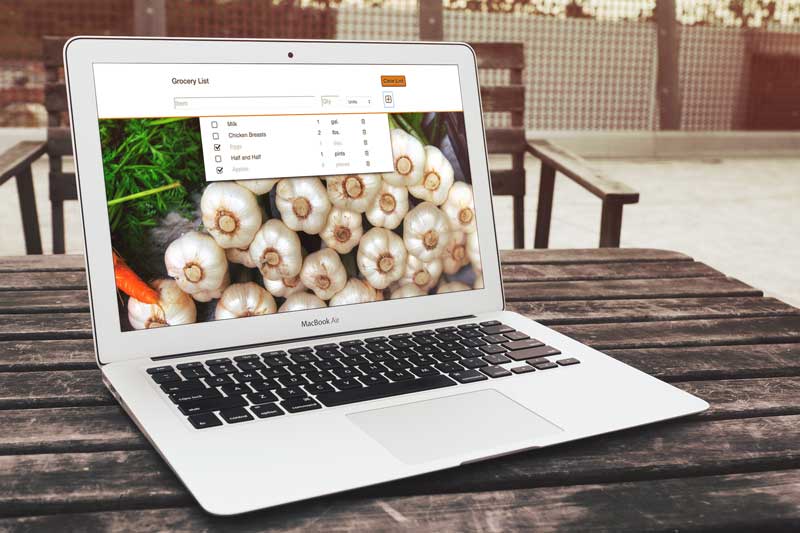 Grocery List
Clear List
Item
Qty
Units
Milk 1 gal.
Chicken Breasts 2 lbs.
Eggs 1
Half and Half 1 pints
Apples 6 pieces
MacBook Air